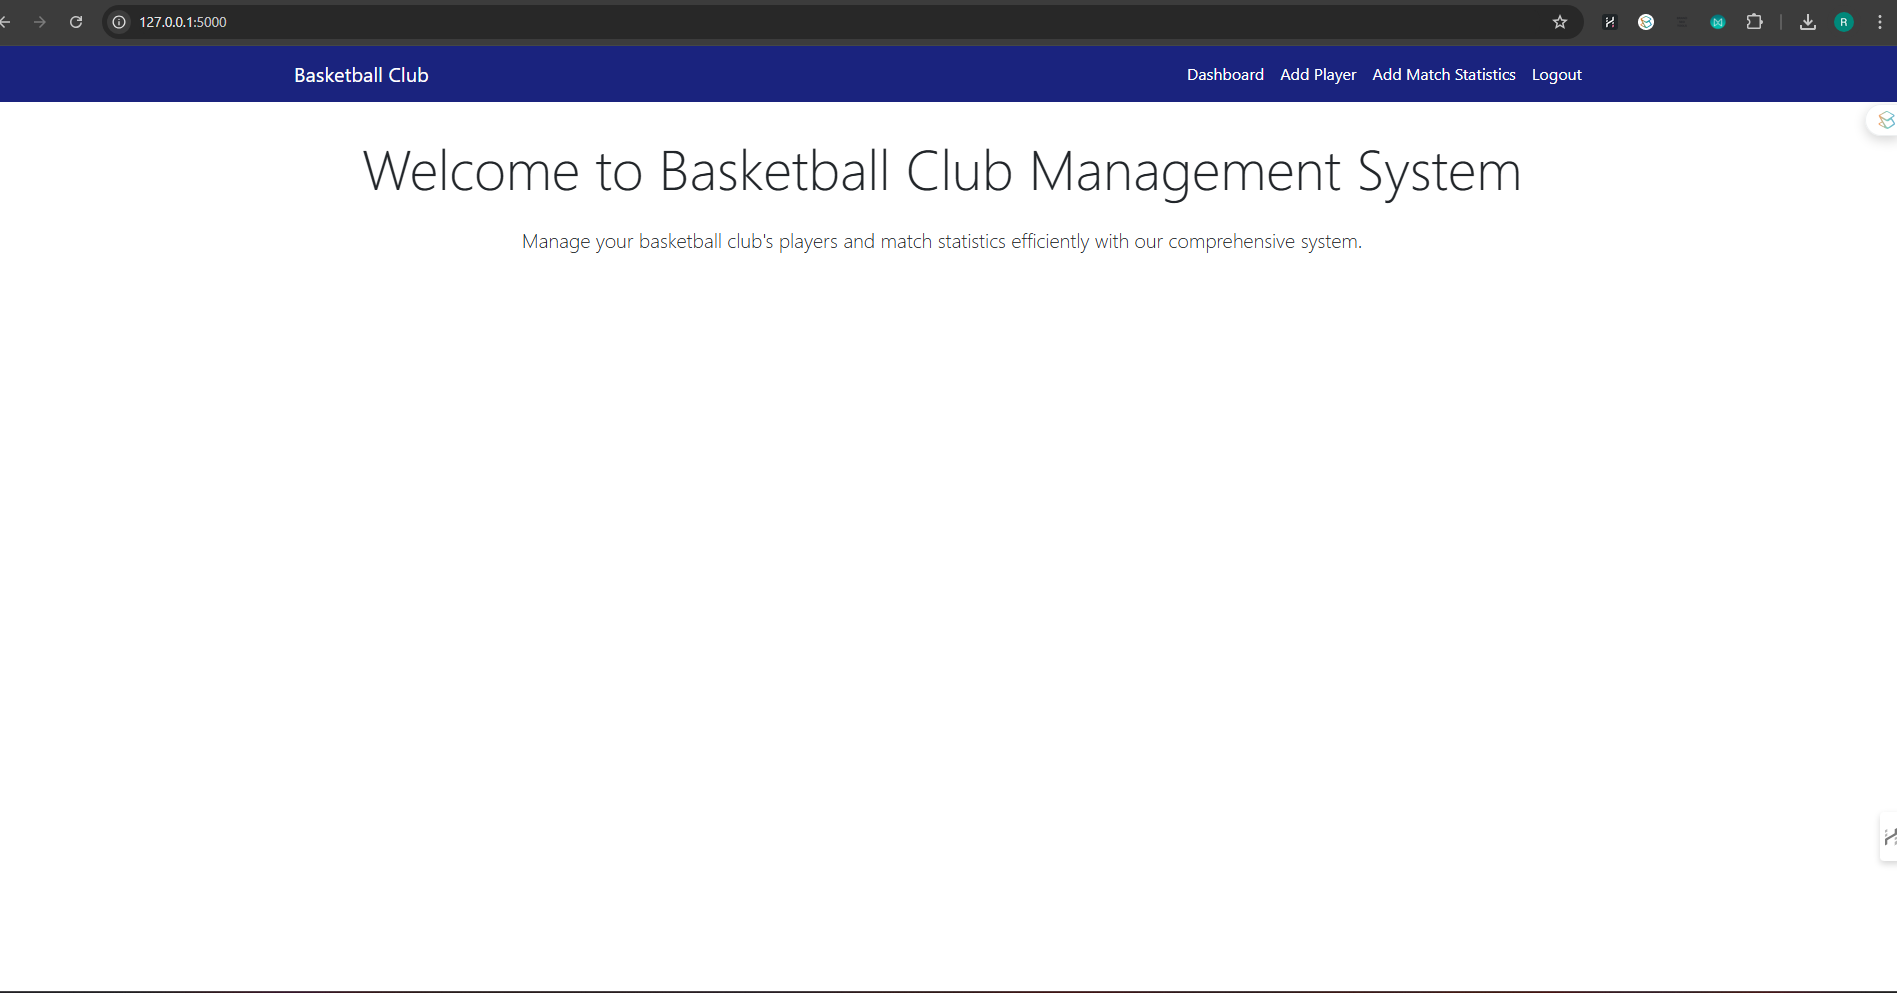 127.0.0.1:5000
R
Basketball Club
Dashboard
Add Player
Add Match Statistics
Logout
Welcome to Basketball Club Management System
Manage your basketball club's players and match statistics efficiently with our comprehensive system.